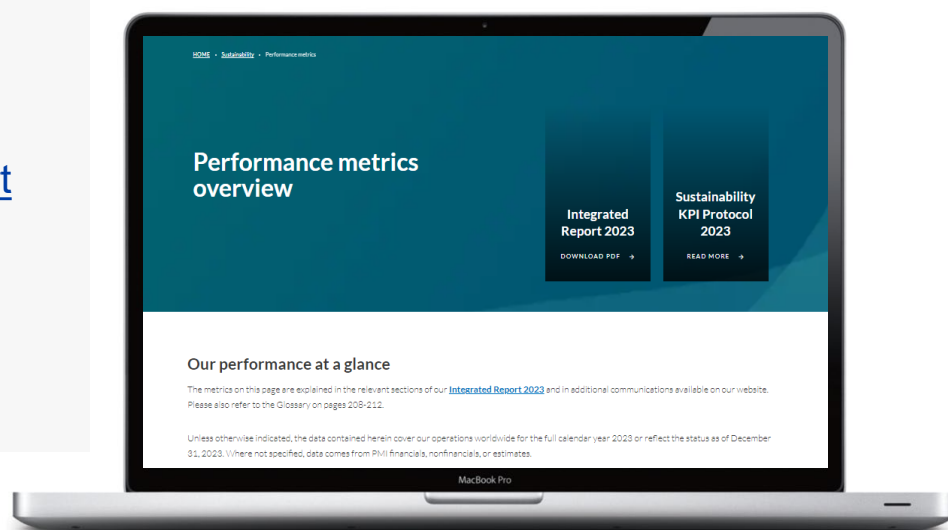 t
HOME • Sustainability • Performance metrics
Performance metrics
overview
Integrated
Report 2023
DOWNLOAD PDF →
Sustainability
KPI Protocol
2023
READ MORE →
Our performance at a glance
The metrics on this page are explained in the relevant sections of our Integrated Report 2023 and in additional communications available on our website.
Please also refer to the Glossary on pages 208-212.
Unless otherwise indicated, the data contained herein cover our operations worldwide for the full calendar year 2023 or reflect the status as of December
31, 2023. Where not specified, data comes from PMI financials, nonfinancials, or estimates.
MacBook Pro